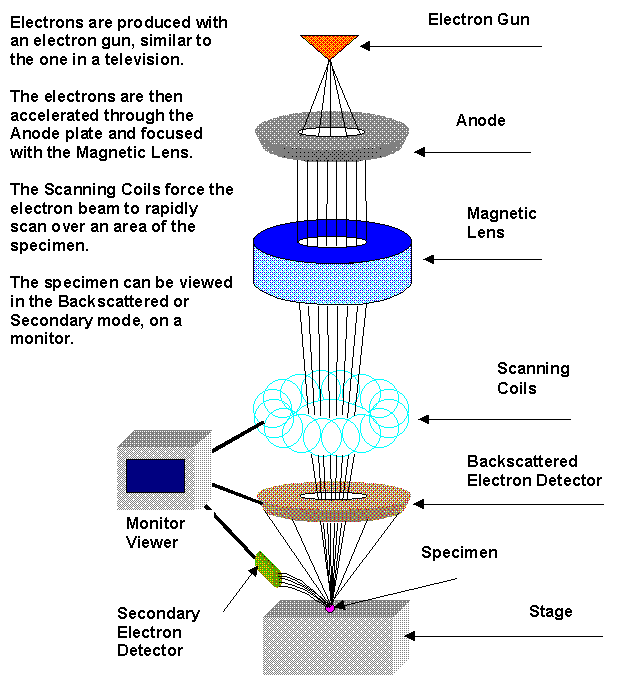 Electrons are produced with
an electron gun, similar to
the one in a television.
The electrons are then
accelerated through the
Anode plate and focused
with the Magnetic Lens.
The Scanning Coils force the
electron beam to rapidly
scan over an area of the
specimen.
The specimen can be viewed
in the Backscattered or
Secondary mode, on a
monitor.
Electron Gun
Anode
Magnetic
Lens
Scanning
Coils
Backscattered
Electron Detector
Monitor
Viewer
Specimen
Secondary
Electron
Detector
Stage